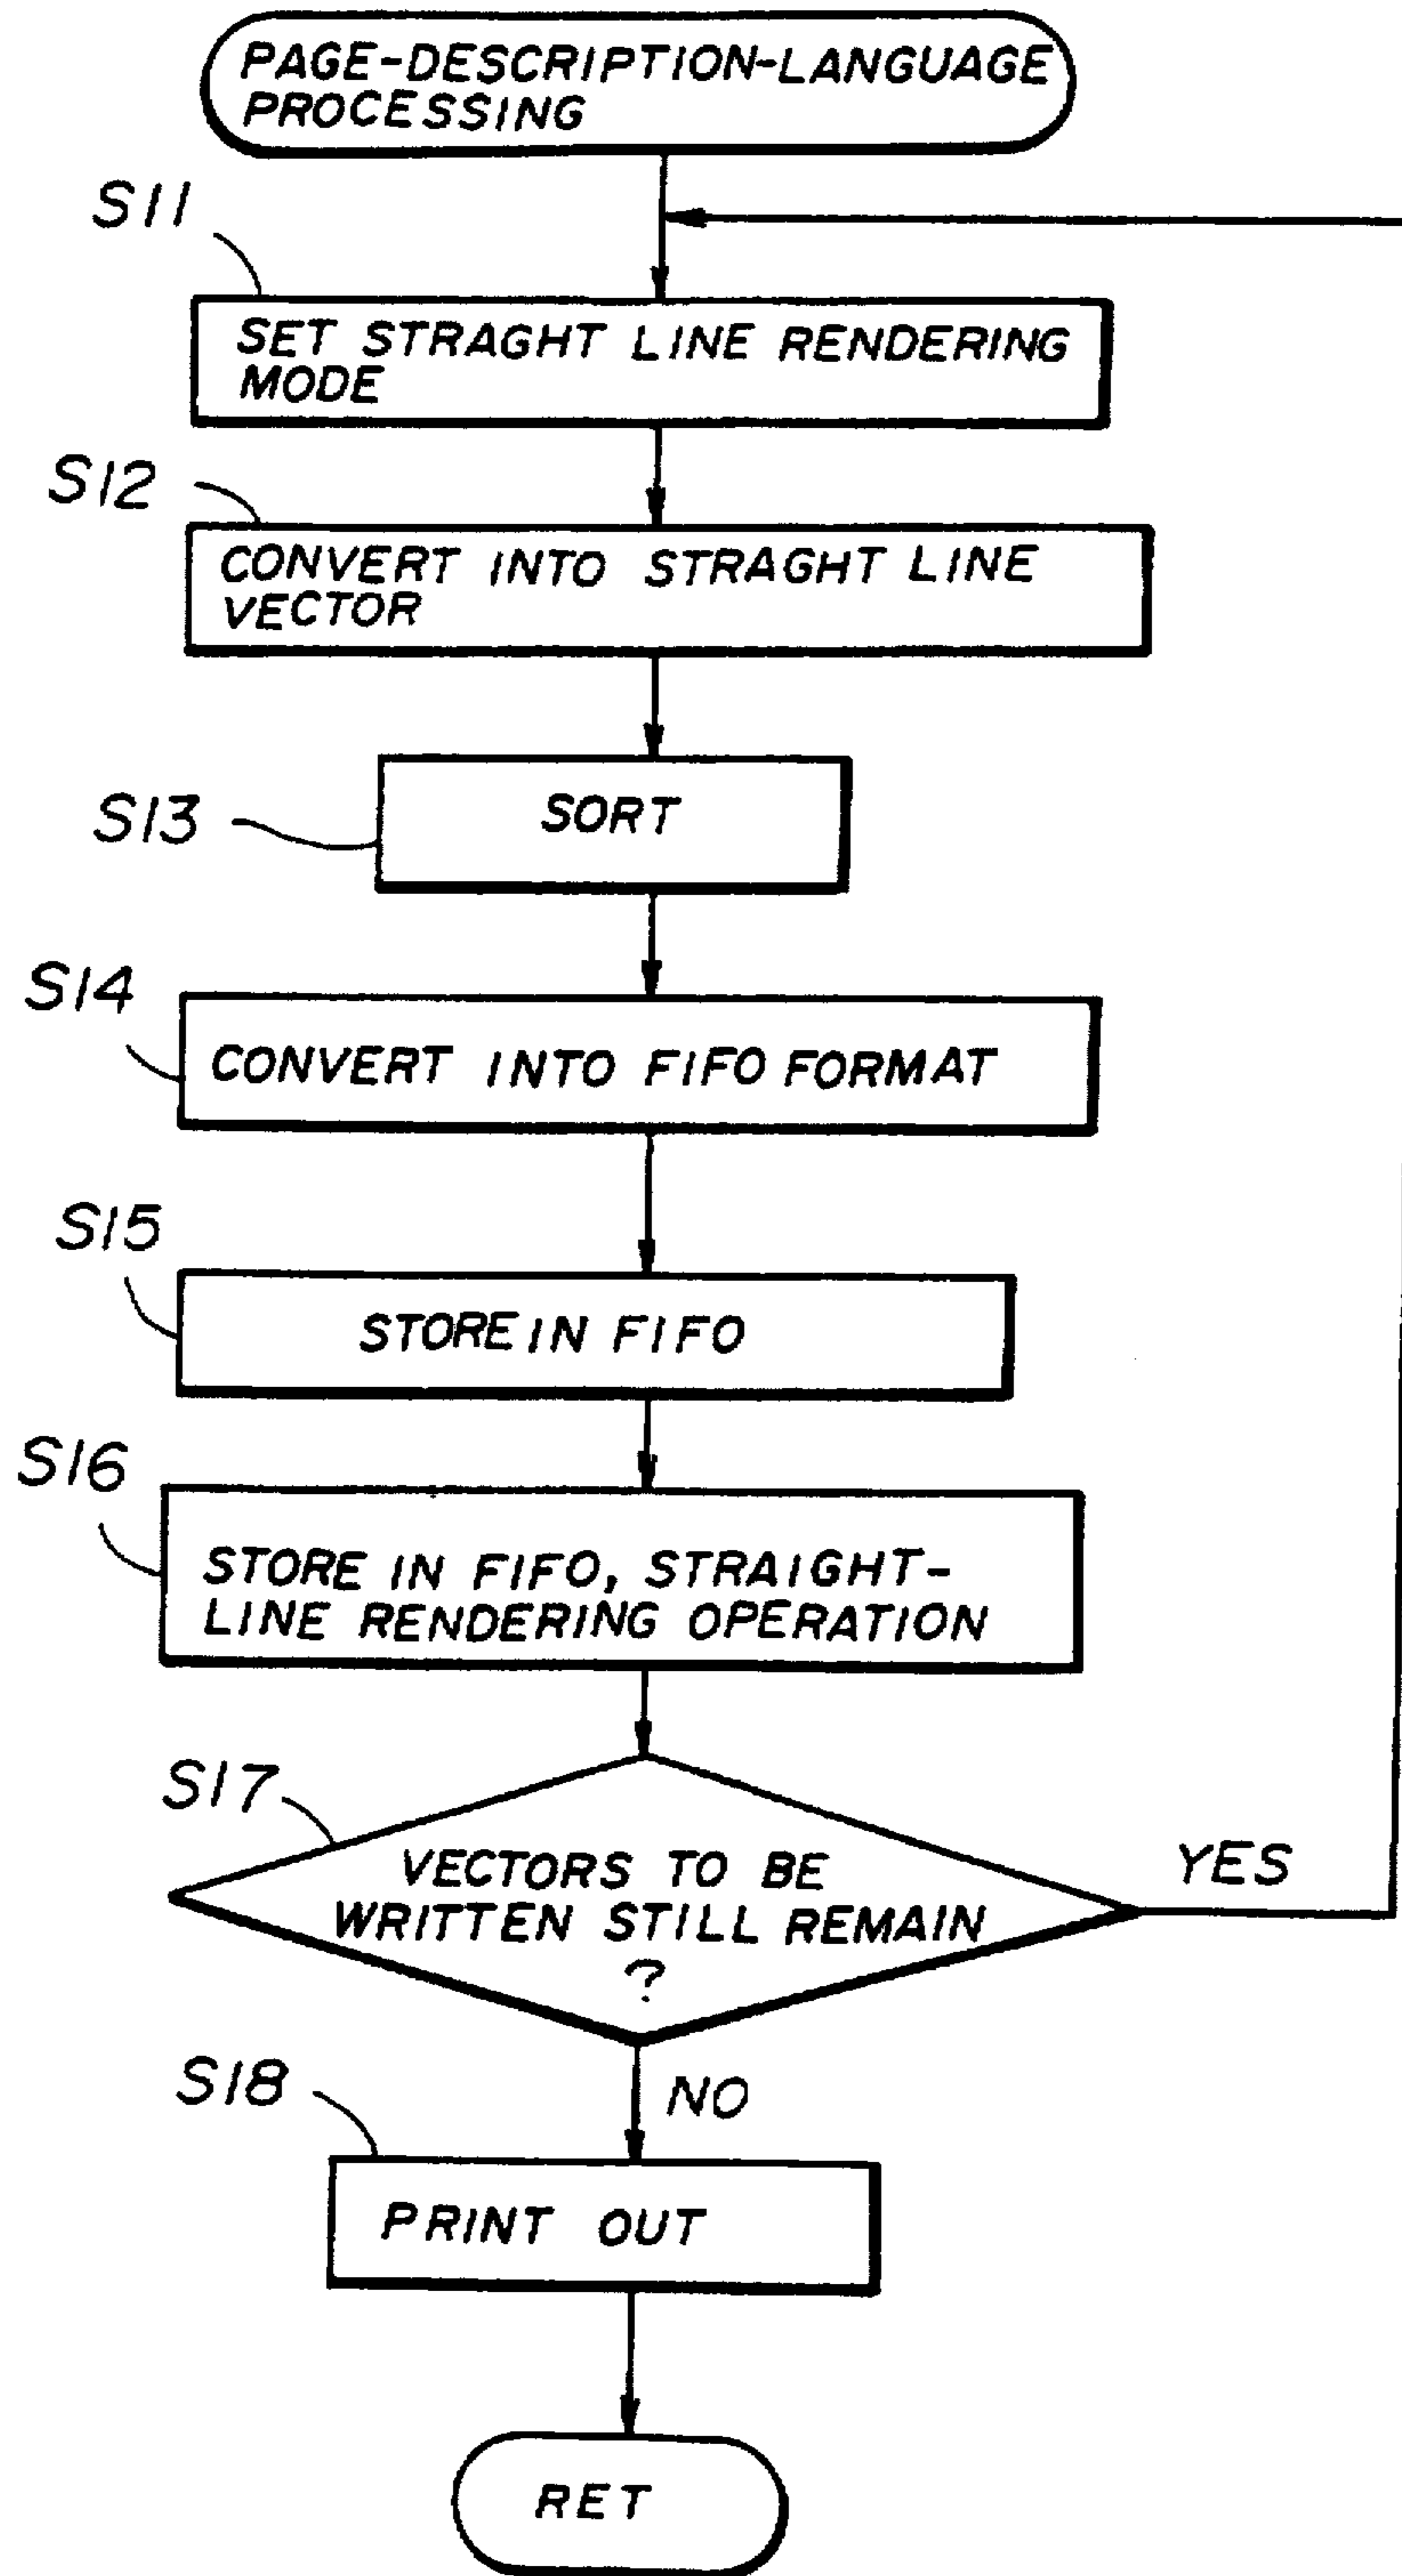 PAGE-DESCRIPTION-LANGUAGE
PROCESSING
S11
SET STRAGHT LINE RENDERING
MODE
S12
CONVERT INTO STRAGHT LINE
VECTOR
S13
SORT
S14
CONVERT INTO FIFO FORMAT
S15
STORE IN FIFO
S16
STORE IN FIFO, STRAIGHT-
LINE RENDERING OPERATION
S17
VECTORS TO BE
WRITTEN STILL REMAIN
?
YES
NO
S18
PRINT OUT
RET